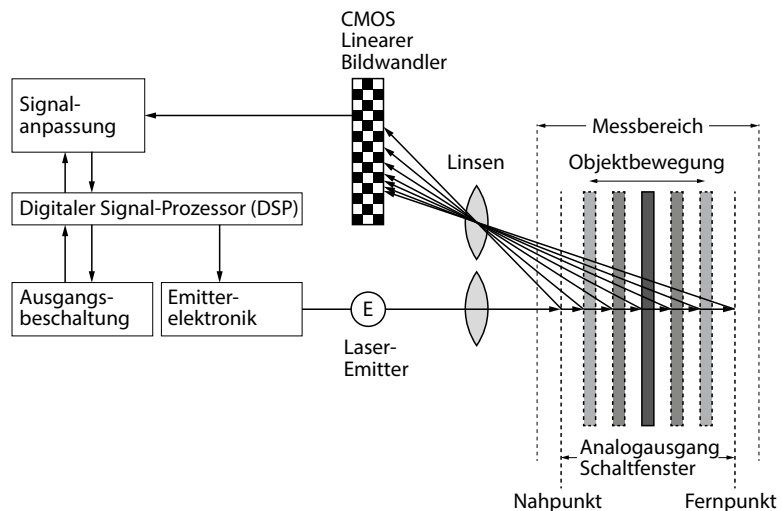 CMOS
Linearer
Bildwandler
Signal-
anpassung
Messbereich
Linsen
Objektbewegung
Digitaler Signal-Prozessor (DSP)
Ausgangs-
beschaltung
Emitter-
elektronik
E
Laser-
Emitter
Analogausgang
Schaltfenster
Nahpunkt
Fernpunkt